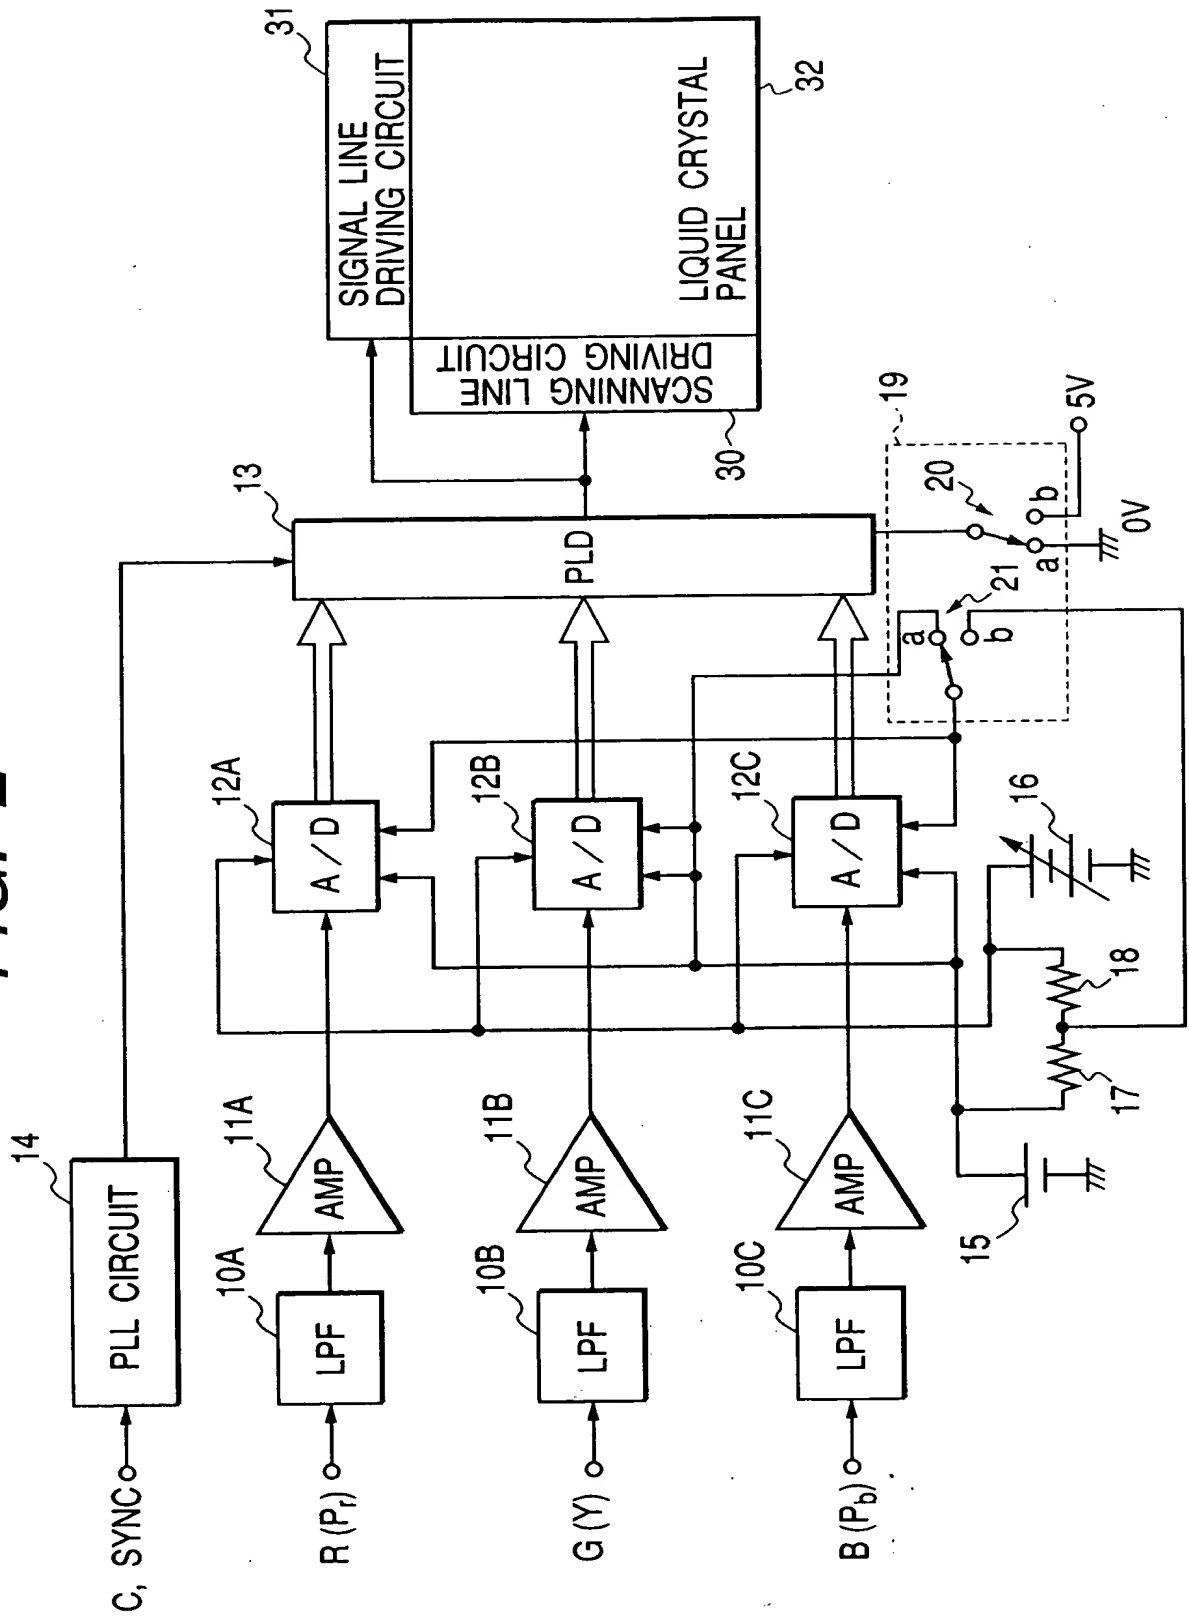 C, SYNC
PLL CIRCUIT
14
R (Pr)
LPF
10A
AMP
11A
A/D
12A
G (Y)
LPF
10B
AMP
11B
A/D
12B
B (Pb)
LPF
10C
AMP
11C
A/D
12C
PLD
13
SIGNAL LINE
DRIVING CIRCUIT
31
SCANNING LINE
DRIVING CIRCUIT
30
LIQUID CRYSTAL
PANEL
32
15
16
17
18
19
20
21
a
b
a
b
0V
5V